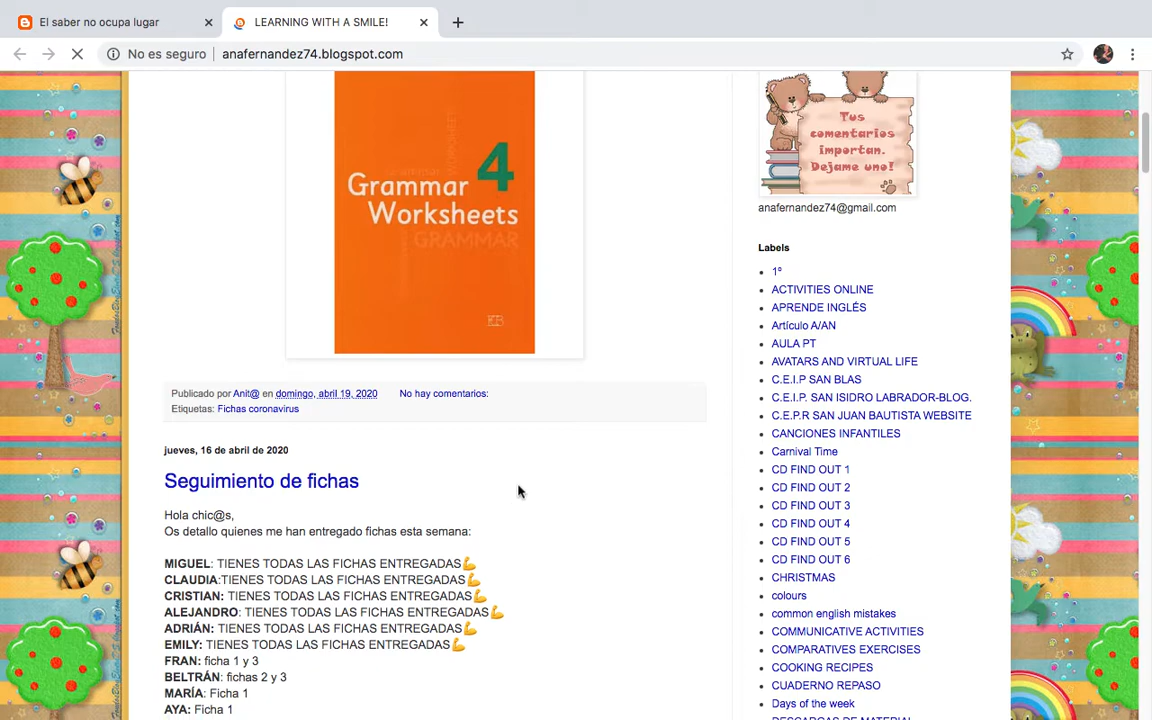 El saber no ocupa lugar
LEARNING WITH A SMILE!
No es seguro
anafernandez74.blogspot.com
Grammar 4
Worksheets
GRAMMAR
Publicado por Anit@ en domingo, abril 19, 2020 No hay comentarios:
Etiquetas: Fichas coronavirus
jueves, 16 de abril de 2020
Seguimiento de fichas
Hola chic@s,
Os detallo quienes me han entregado fichas esta semana:
MIGUEL: TIENES TODAS LAS FICHAS ENTREGADAS💪
CLAUDIA:TIENES TODAS LAS FICHAS ENTREGADAS💪
CRISTIAN: TIENES TODAS LAS FICHAS ENTREGADAS💪
ALEJANDRO: TIENES TODAS LAS FICHAS ENTREGADAS💪
ADRIÁN: TIENES TODAS LAS FICHAS ENTREGADAS💪
EMILY: TIENES TODAS LAS FICHAS ENTREGADAS💪
FRAN: ficha 1 y 3
BELTRÁN: fichas 2 y 3
MARÍA: Ficha 1
AYA: Ficha 1
Tus
comentarios
importan.
Dejame uno!
anafernandez74@gmail.com
Labels
1º
ACTIVITIES ONLINE
APRENDE INGLÉS
Artículo A/AN
AULA PT
AVATARS AND VIRTUAL LIFE
C.E.I.P SAN BLAS
C.E.I.P. SAN ISIDRO LABRADOR-BLOG.
C.E.P.R SAN JUAN BAUTISTA WEBSITE
CANCIONES INFANTILES
Carnival Time
CD FIND OUT 1
CD FIND OUT 2
CD FIND OUT 3
CD FIND OUT 4
CD FIND OUT 5
CD FIND OUT 6
CHRISTMAS
colours
common english mistakes
COMMUNICATIVE ACTIVITIES
COMPARATIVES EXERCISES
COOKING RECIPES
CUADERNO REPASO
Days of the week
DESCARGAS DE MATERIAL